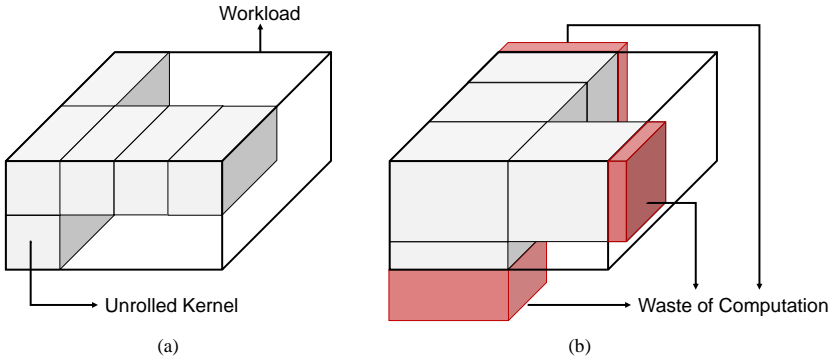 Workload
Unrolled Kernel
Waste of Computation
(a)
(b)